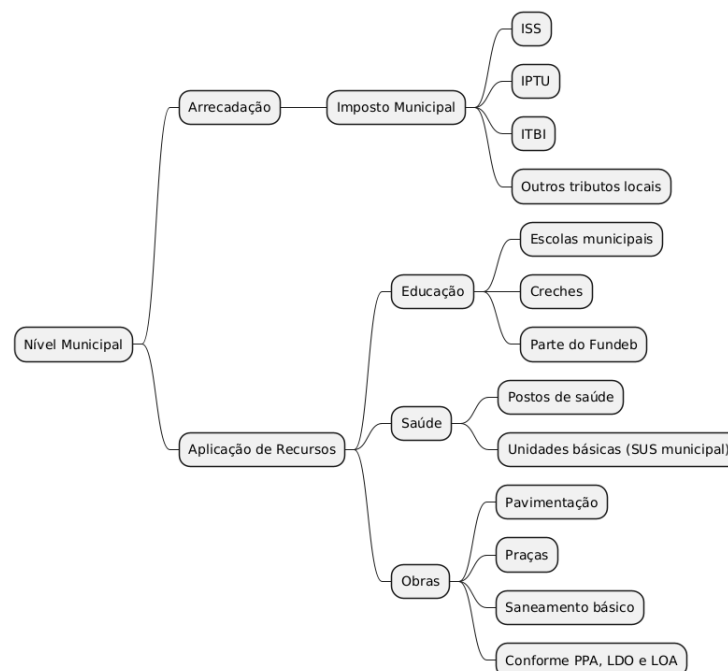 ISS
IPTU
Arrecadação
Imposto Municipal
ITBI
Outros tributos locais
Escolas municipais
Educação
Creches
Parte do Fundeb
Nível Municipal
Postos de saúde
Saúde
Aplicação de Recursos
Unidades básicas (SUS municipal)
Pavimentação
Praças
Obras
Saneamento básico
Conforme PPA, LDO e LOA